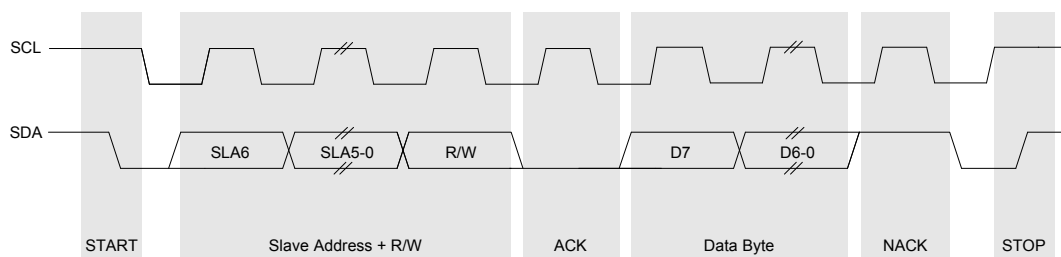 SCL
SDA
SLA6 SLA5-0 R/W D7 D6-0
START Slave Address + R/W ACK Data Byte NACK STOP